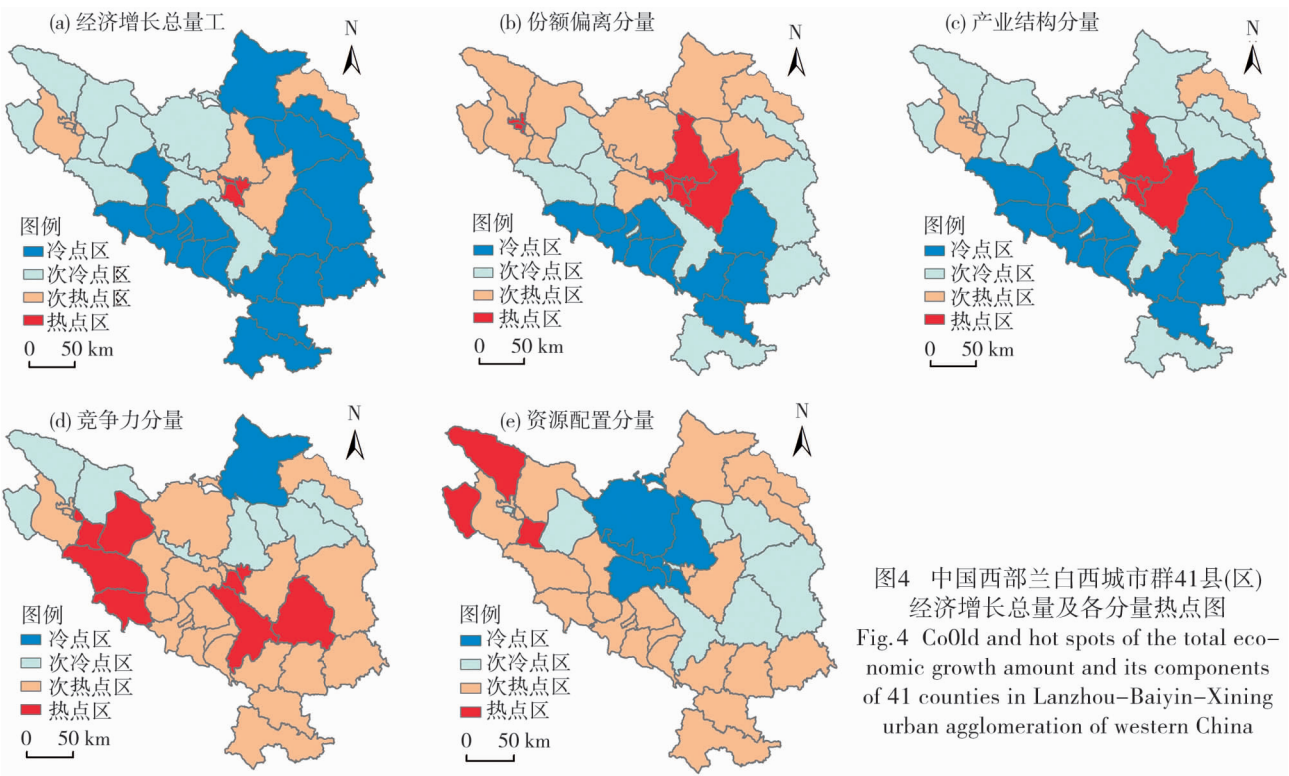 (a) 经济增长总量工
N
图例
冷点区
次冷点区
次热点区
热点区
0 50 km
(b) 份额偏离分量
N
图例
冷点区
次冷点区
次热点区
热点区
0 50 km
(c) 产业结构分量
N
图例
冷点区
次冷点区
次热点区
热点区
0 50 km
(d) 竞争力分量
N
图例
冷点区
次冷点区
次热点区
热点区
0 50 km
(e) 资源配置分量
N
图例
冷点区
次冷点区
次热点区
热点区
0 50 km
图4 中国西部兰白西城市群41县(区)
经济增长总量及各分量热点图
Fig.4 Co0ld and hot spots of the total eco-
nomic growth amount and its components
of 41 counties in Lanzhou-Baiyin-Xining
urban agglomeration of western China